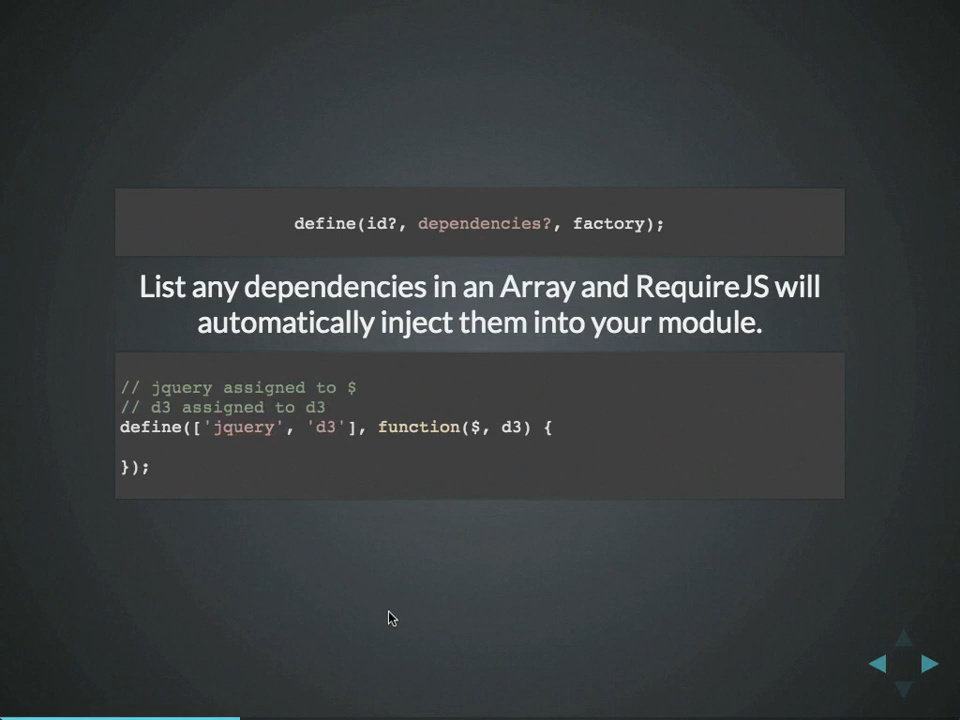 define(id?, dependencies?, factory);
List any dependencies in an Array and RequireJS will
automatically inject them into your module.
// jquery assigned to $
// d3 assigned to d3
define(['jquery', 'd3'], function($, d3) {
});